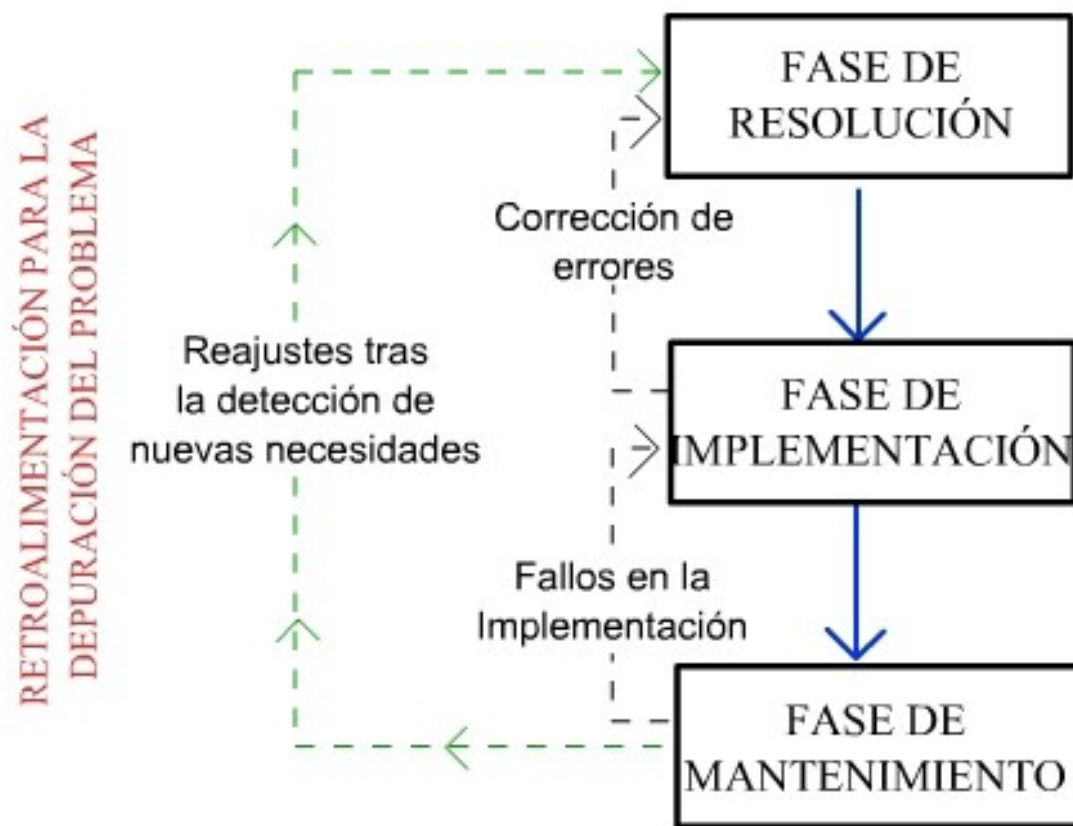 RETROALIMENTACIÓN PARA LA
DEPURACIÓN DEL PROBLEMA
FASE DE
RESOLUCIÓN
Corrección de
errores
Reajustes tras
la detección de
nuevas necesidades
FASE DE
IMPLEMENTACIÓN
Fallos en la
Implementación
FASE DE
MANTENIMIENTO